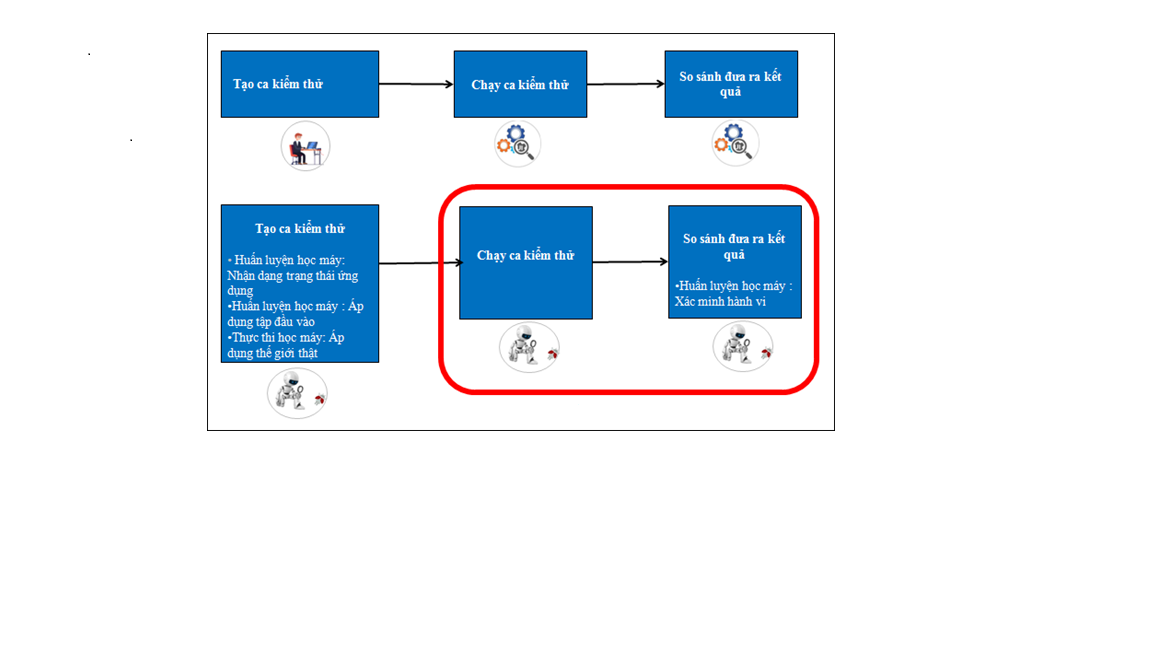 Tạo ca kiểm thử
Chạy ca kiểm thử
So sánh đưa ra kết
quả
Tạo ca kiểm thử
• Huấn luyện học máy:
Nhận dạng trạng thái ứng
dụng
•Huấn luyện học máy : Áp
dụng tập đầu vào
•Thực thi học máy: Áp
dụng thế giới thật
Chạy ca kiểm thử
So sánh đưa ra kết
quả
•Huấn luyện học máy :
Xác minh hành vi